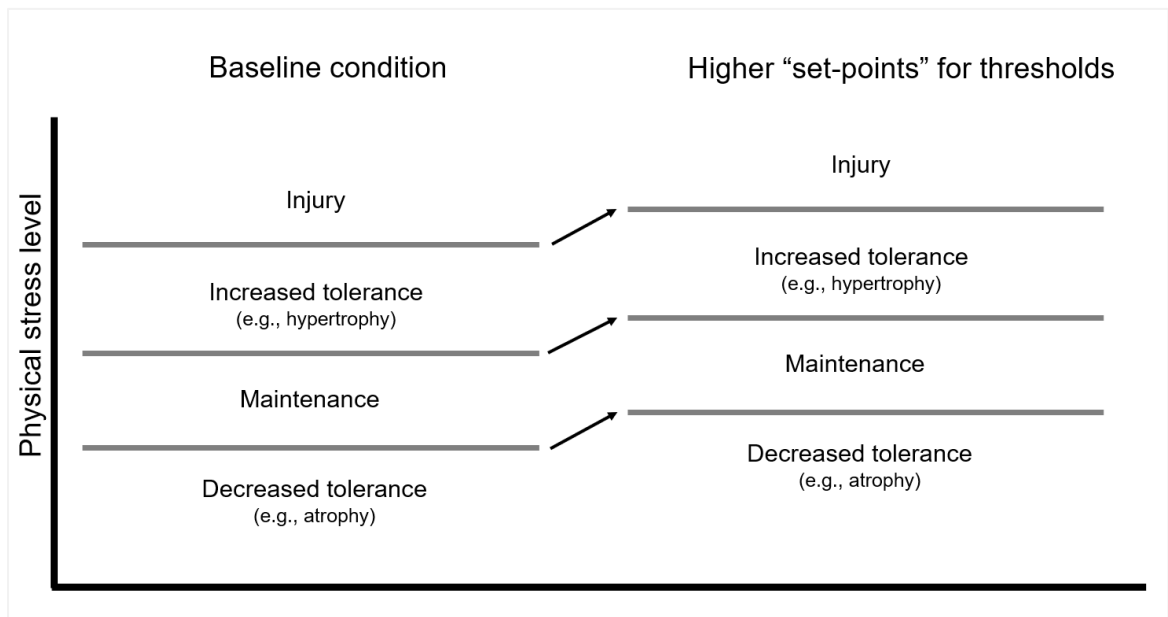 Baseline condition
Higher “set-points” for thresholds
Physical stress level
Injury
Increased tolerance
(e.g., hypertrophy)
Maintenance
Decreased tolerance
(e.g., atrophy)
Injury
Increased tolerance
(e.g., hypertrophy)
Maintenance
Decreased tolerance
(e.g., atrophy)